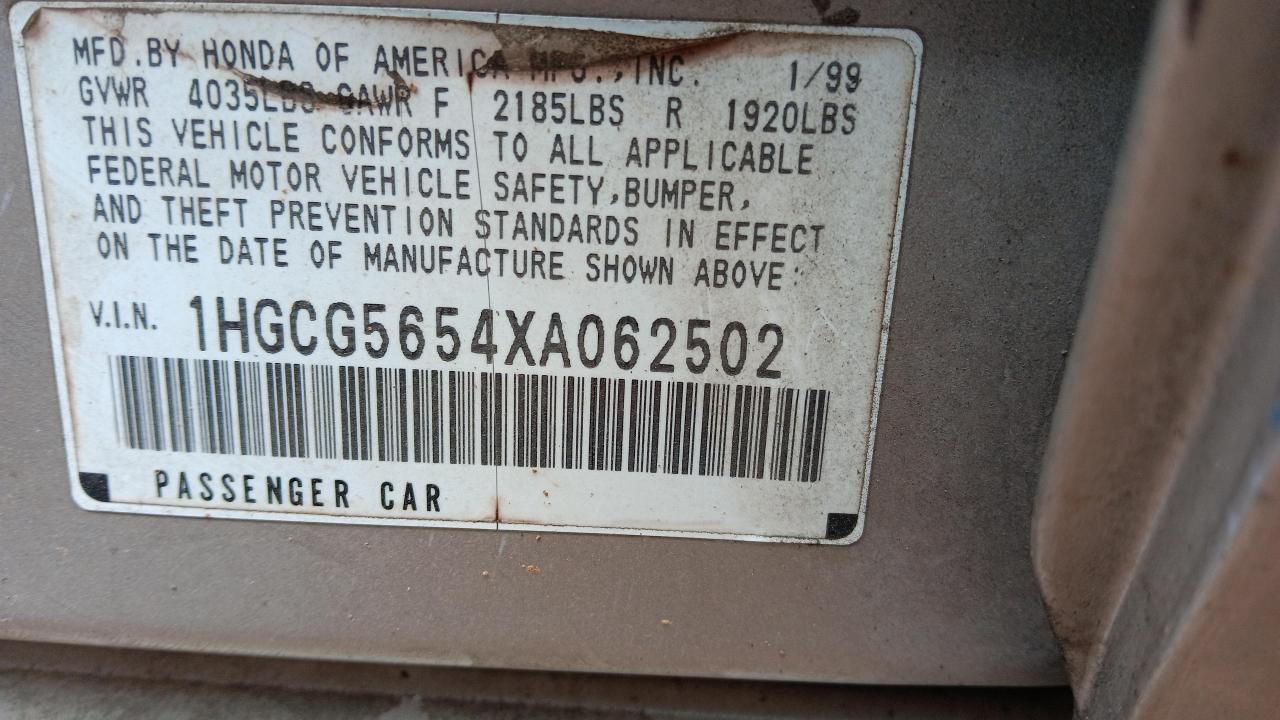 MFD.BY HONDA OF AMERICA MFG.,INC. 1/99
GVWR 4035LBS GAWR F 2185LBS R 1920LBS
THIS VEHICLE CONFORMS TO ALL APPLICABLE
FEDERAL MOTOR VEHICLE SAFETY,BUMPER,
AND THEFT PREVENTION STANDARDS IN EFFECT
ON THE DATE OF MANUFACTURE SHOWN ABOVE:
V.I.N. 1HGCG5654XA062502
PASSENGER CAR